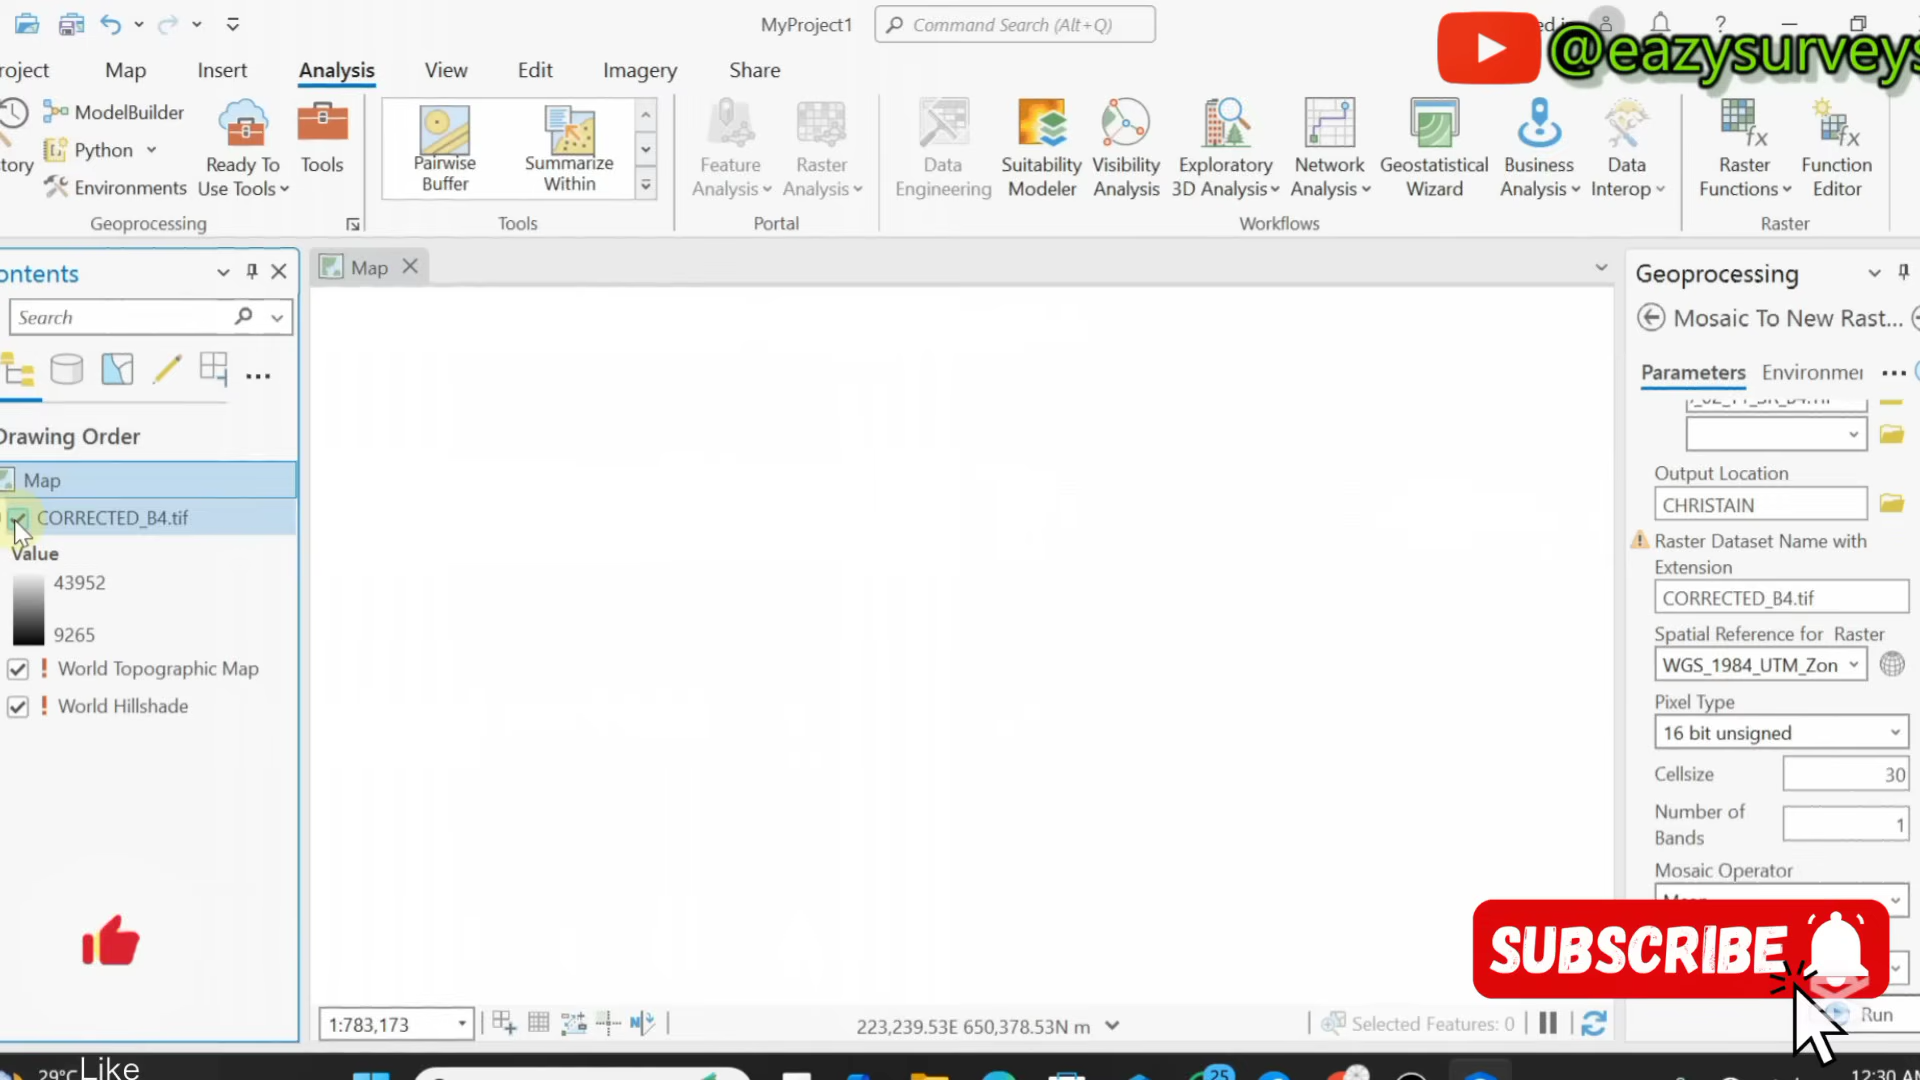 MyProject1
Command Search (Alt+Q)
@eazysurveys
roject
Map
Insert
Analysis
View
Edit
Imagery
Share
tory
ModelBuilder
Python
Environments
Ready To
Use Tools
Tools
Pairwise
Buffer
Summarize
Within
Feature
Analysis
Raster
Analysis
Data
Engineering
Suitability
Modeler
Visibility
Analysis
Exploratory
3D Analysis
Network
Analysis
Geostatistical
Wizard
Business
Analysis
Data
Interop
Raster
Functions
Function
Editor
Geoprocessing
Tools
Portal
Workflows
Raster
ontents
Search
Drawing Order
Map
CORRECTED_B4.tif
Value
43952
9265
World Topographic Map
World Hillshade
Map
Geoprocessing
Mosaic To New Rast...
Parameters
Environmer
Output Location
CHRISTAIN
Raster Dataset Name with
Extension
CORRECTED_B4.tif
Spatial Reference for Raster
WGS_1984_UTM_Zon
Pixel Type
16 bit unsigned
Cellsize
30
Number of
Bands
1
Mosaic Operator
SUBSCRIBE
Run
1:783,173
223,239.53E 650,378.53N m
Selected Features: 0
29°C
Like
25
12:30